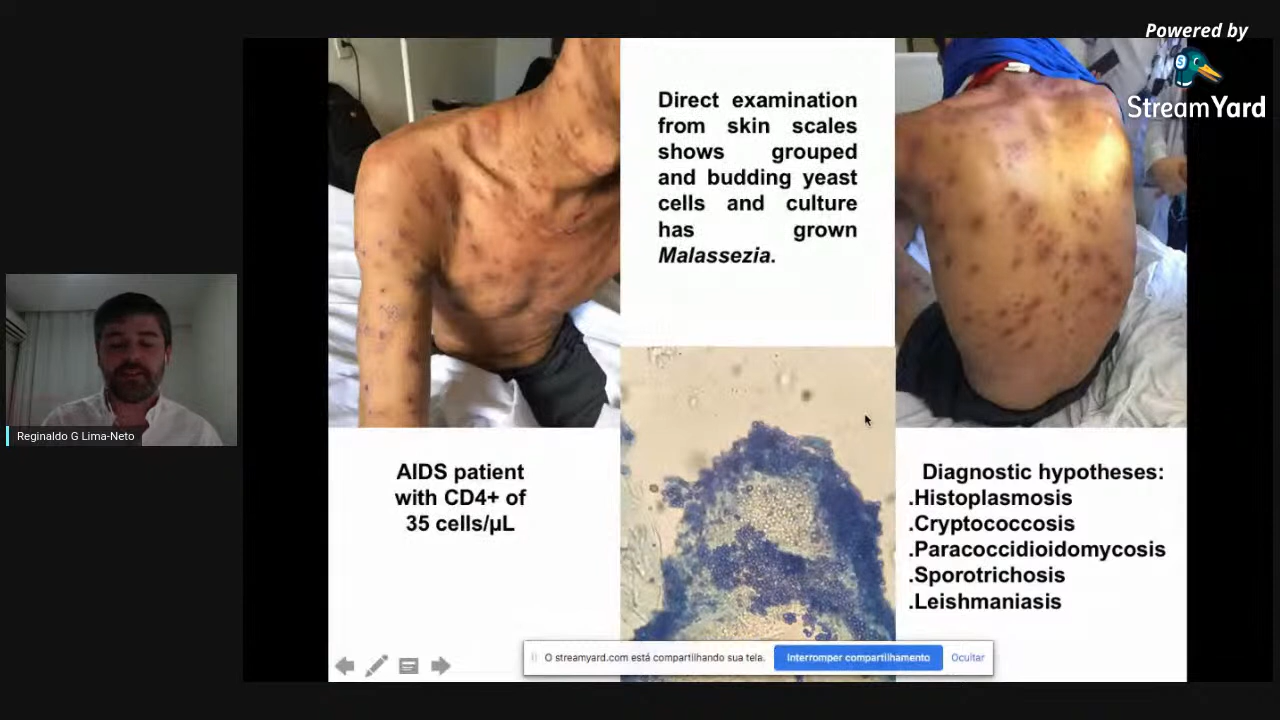 Powered by
StreamYard
Direct examination
from skin scales
shows grouped
and budding yeast
cells and culture
has grown
Malassezia.
Reginaldo G Lima-Neto
AIDS patient
with CD4+ of
35 cells/µL
Diagnostic hypotheses:
.Histoplasmosis
.Cryptococcosis
.Paracoccidioidomycosis
.Sporotrichosis
.Leishmaniasis
O streamyard.com está compartilhando sua tela.
Interromper compartilhamento
Ocultar